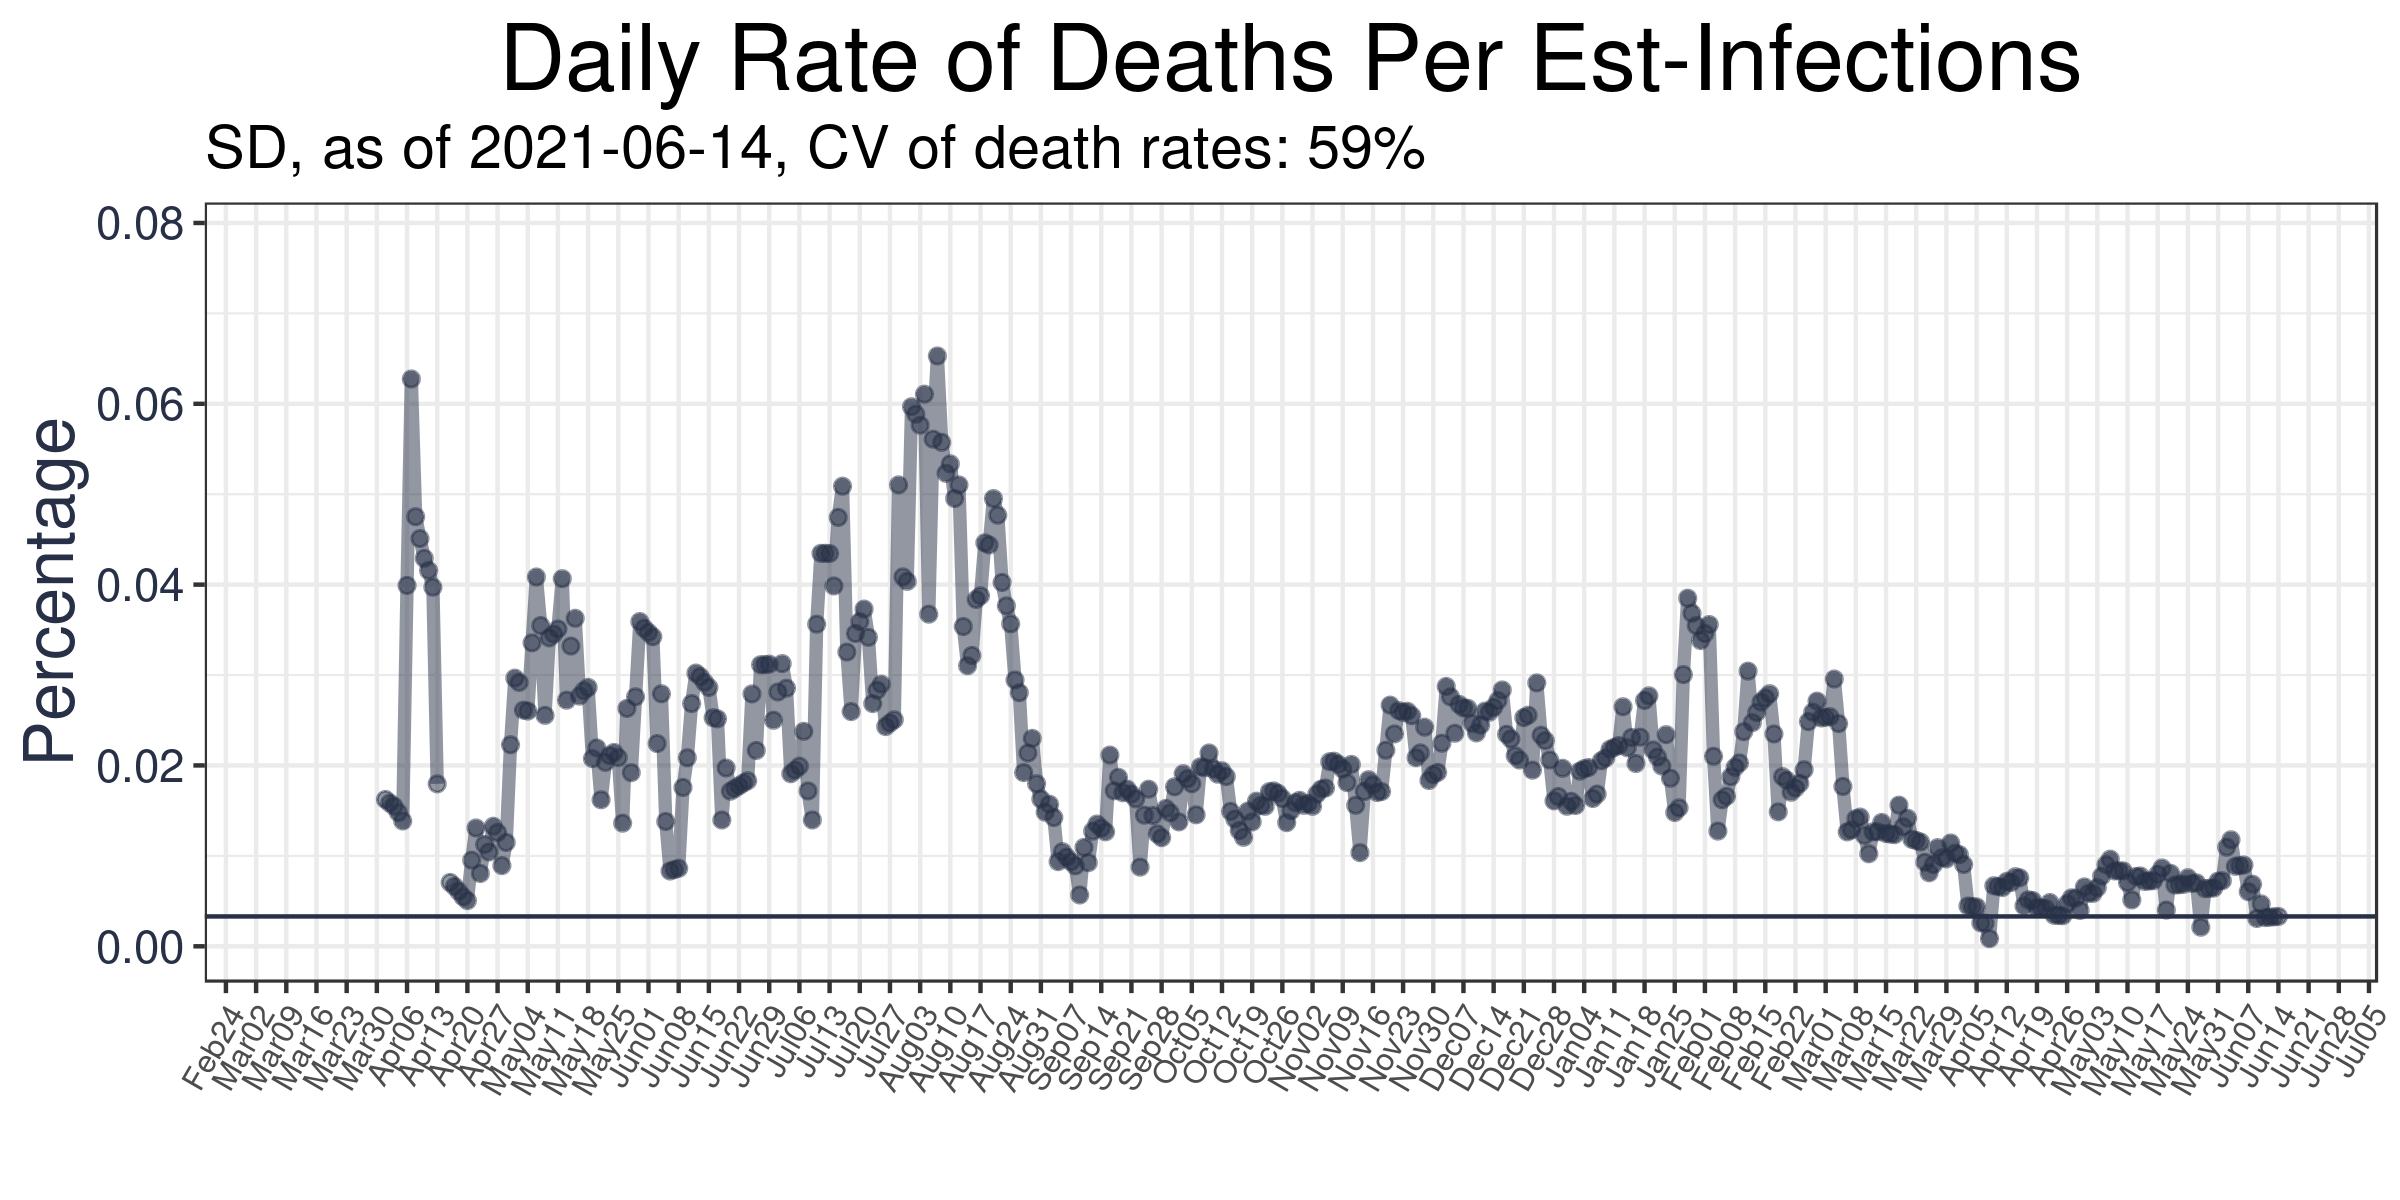 Daily Rate of Deaths Per Est-Infections
SD, as of 2021-06-14, CV of death rates: 59%
Percentage
0.08
0.06
0.04
0.02
0.00
Feb24
Mar02
Mar09
Mar16
Mar23
Mar30
Apr06
Apr13
Apr20
Apr27
May04
May11
May18
May25
Jun01
Jun08
Jun15
Jun22
Jun29
Jul06
Jul13
Jul20
Jul27
Aug03
Aug10
Aug17
Aug24
Aug31
Sep07
Sep14
Sep21
Sep28
Oct05
Oct12
Oct19
Oct26
Nov02
Nov09
Nov16
Nov23
Nov30
Dec07
Dec14
Dec21
Dec28
Jan04
Jan11
Jan18
Jan25
Feb01
Feb08
Feb15
Feb22
Mar01
Mar08
Mar15
Mar22
Mar29
Apr05
Apr12
Apr19
Apr26
May03
May10
May17
May24
May31
Jun07
Jun14
Jun21
Jun28
Jul05